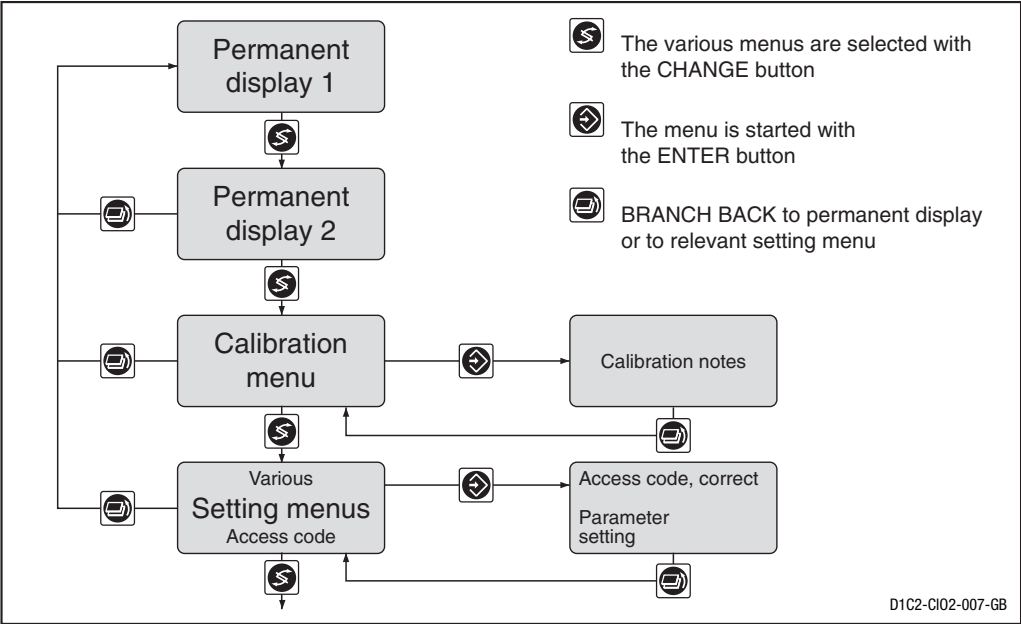 Permanent
display 1
The various menus are selected with
the CHANGE button
The menu is started with
the ENTER button
Permanent
display 2
BRANCH BACK to permanent display
or to relevant setting menu
Calibration
menu
Calibration notes
Various
Setting menus
Access code
Access code, correct
Parameter
setting
D1C2-CI02-007-GB